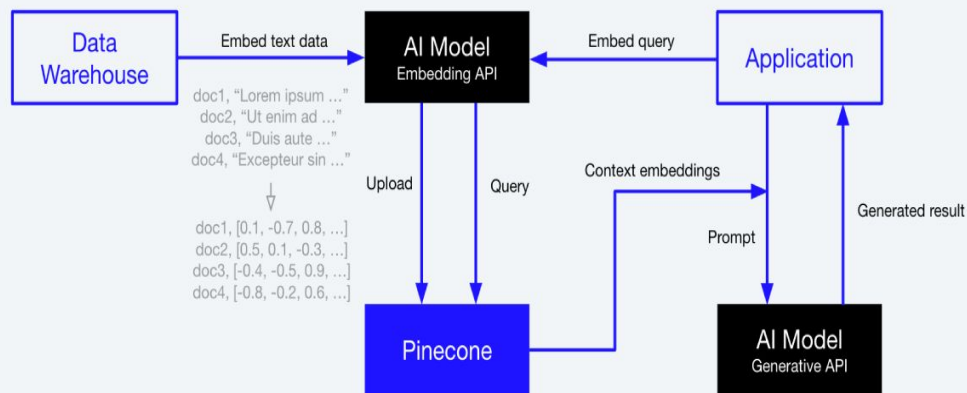 Data
Warehouse
Embed text data
AI Model
Embedding API
Embed query
Application
doc1, “Lorem ipsum …”
doc2, “Ut enim ad …”
doc3, “Duis aute …”
doc4, “Excepteur sin …”
doc1, [0.1, -0.7, 0.8, …]
doc2, [0.5, 0.1, -0.3, …]
doc3, [-0.4, -0.5, 0.9, …]
doc4, [-0.8, -0.2, 0.6, …]
Upload
Query
Context embeddings
Prompt
Generated result
Pinecone
AI Model
Generative API